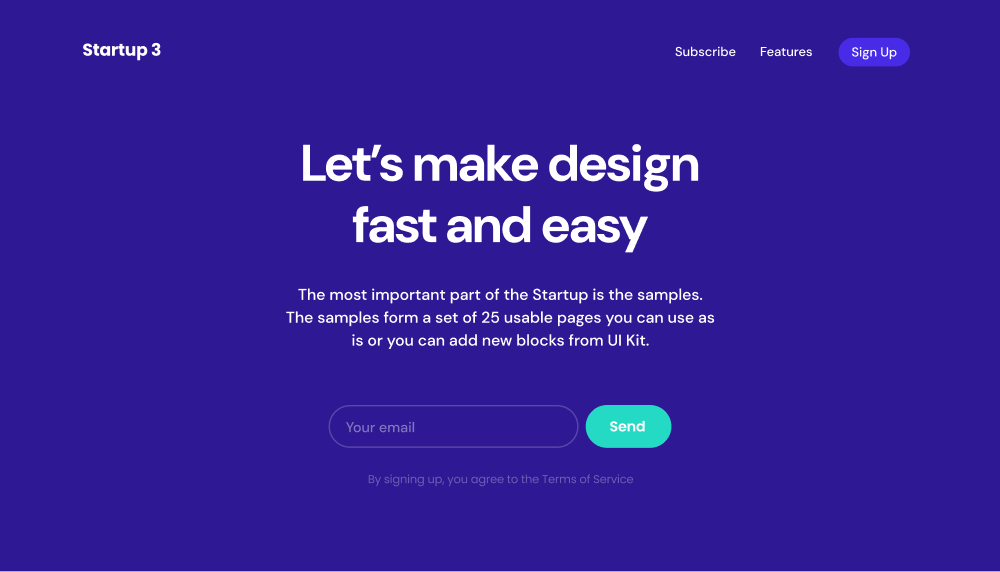 Startup 3
Subscribe
Features
Sign Up
Let’s make design
fast and easy
The most important part of the Startup is the samples.
The samples form a set of 25 usable pages you can use as
is or you can add new blocks from UI Kit.
Your email
Send
By signing up, you agree to the Terms of Service